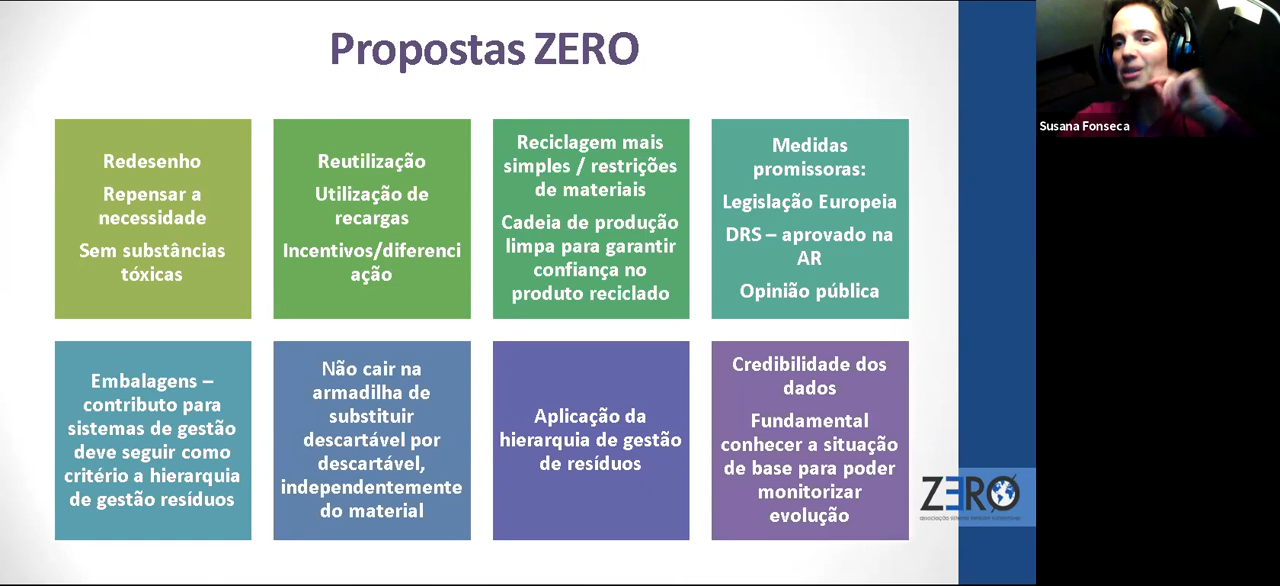 Propostas ZERO
Susana Fonseca
Redesenho
Repensar a
necessidade
Sem substâncias
tóxicas
Reutilização
Utilização de
recargas
Incentivos/diferenci
ação
Reciclagem mais
simples / restrições
de materiais
Cadeia de produção
limpa para garantir
confiança no
produto reciclado
Medidas
promissoras:
Legislação Europeia
DRS – aprovado na
AR
Opinião pública
Embalagens –
contributo para
sistemas de gestão
deve seguir como
critério a hierarquia
de gestão resíduos
Não cair na
armadilha de
substituir
descartável por
descartável,
independentemente
do material
Aplicação da
hierarquia de gestão
de resíduos
Credibilidade dos
dados
Fundamental
conhecer a situação
de base para poder
monitorizar
evolução
ZERO